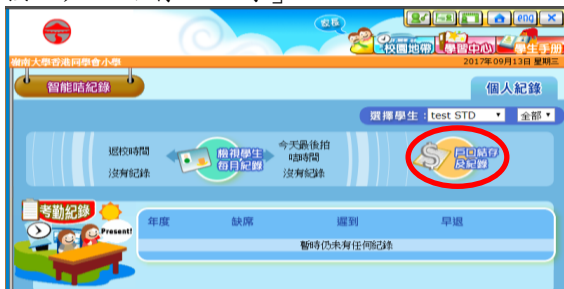 校務
eng
校園地帶 學習中心 學生手冊
嶺南大學香港同學會小學
2017年09月13日 星期三
智能咭紀錄
個人紀錄
選擇學生：test STD 全部
返校時間
沒有紀錄
檢視學生
每月紀錄
今天最後拍
咭時間
沒有紀錄
戶口結存
及紀錄
考勤紀錄
Present!
年度 缺席 遲到 早退
暫時仍未有任何紀錄